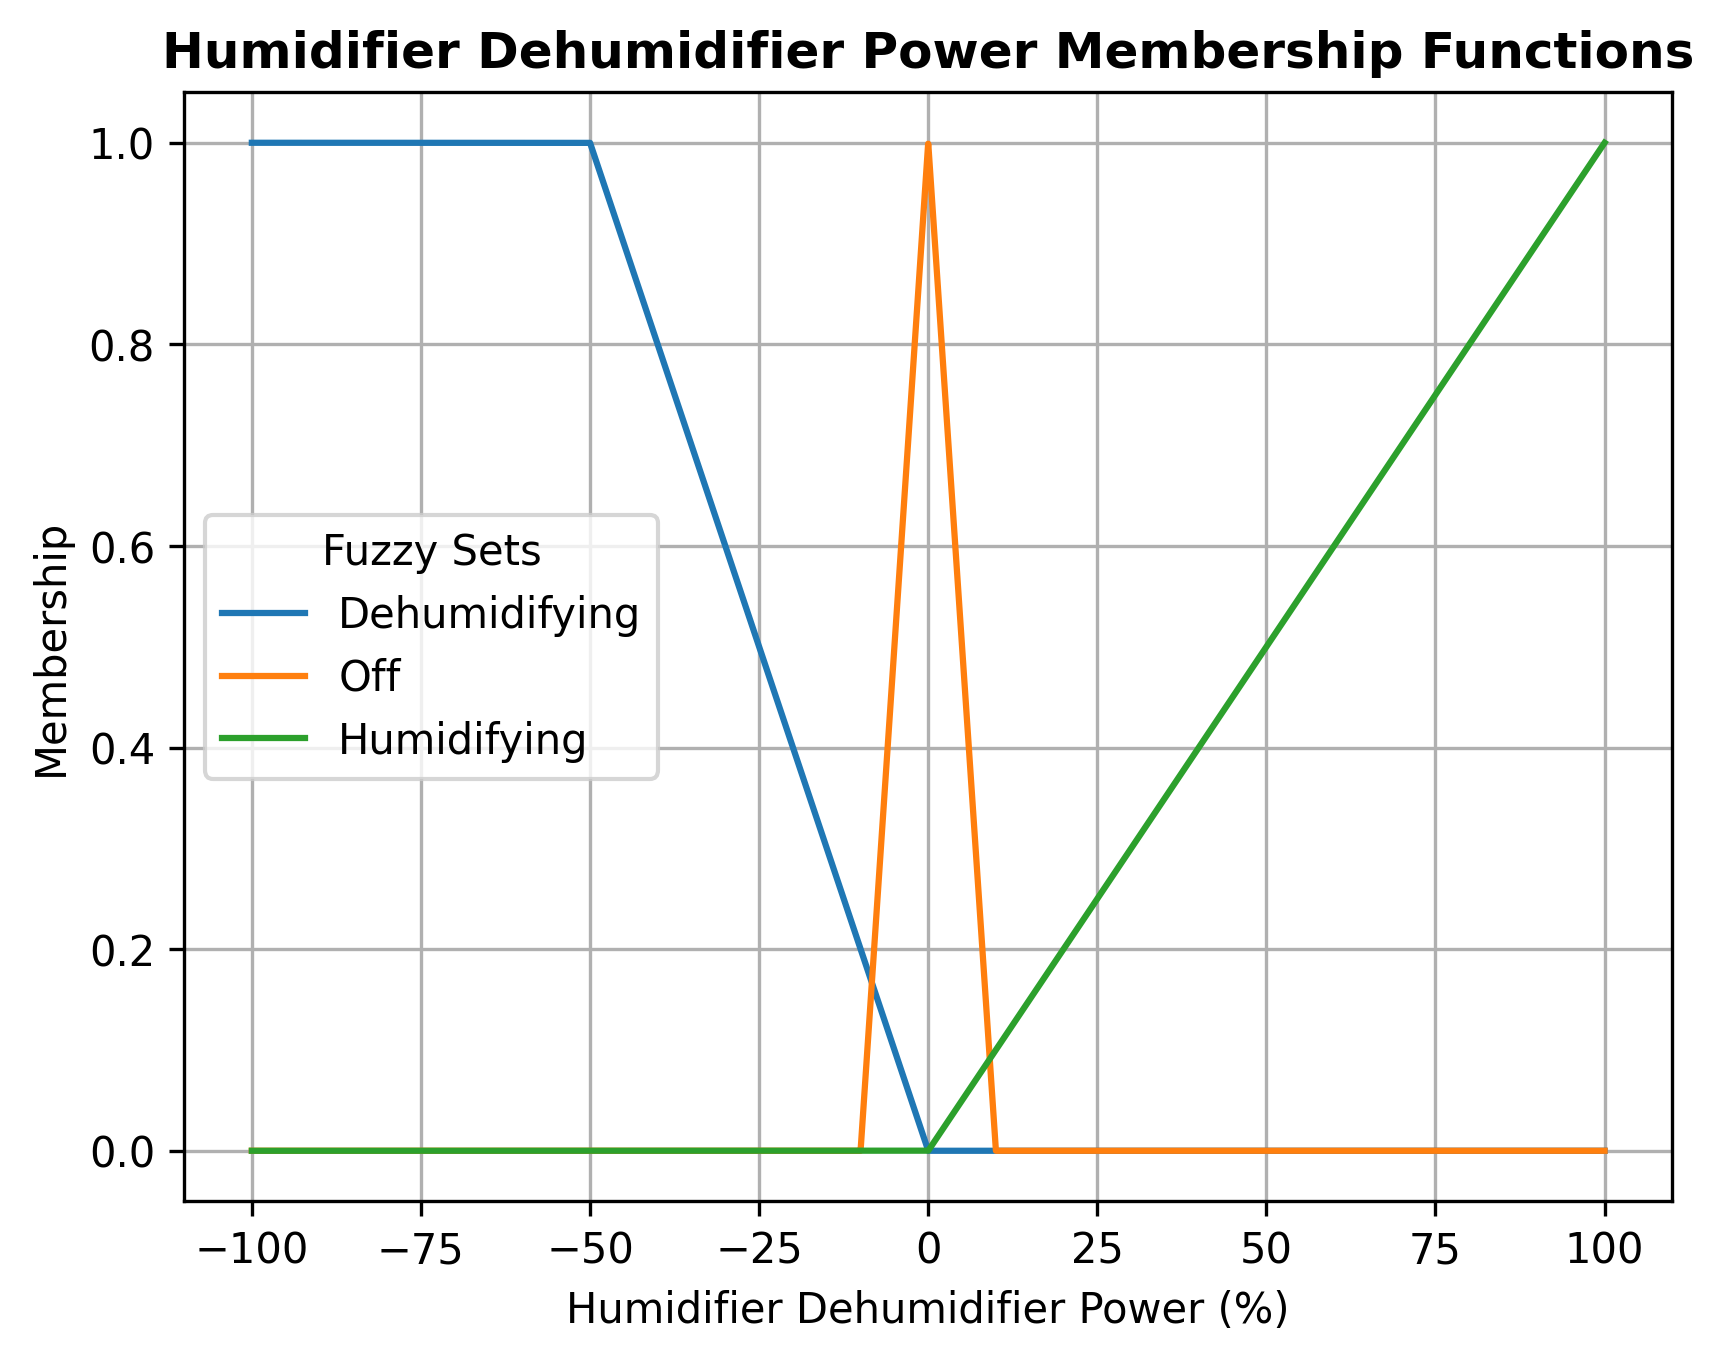 Humidifier Dehumidifier Power Membership Functions
1.0
0.8
0.6
0.4
0.2
0.0
Membership
Fuzzy Sets
Dehumidifying
Off
Humidifying
−100 −75 −50 −25 0 25 50 75 100
Humidifier Dehumidifier Power (%)